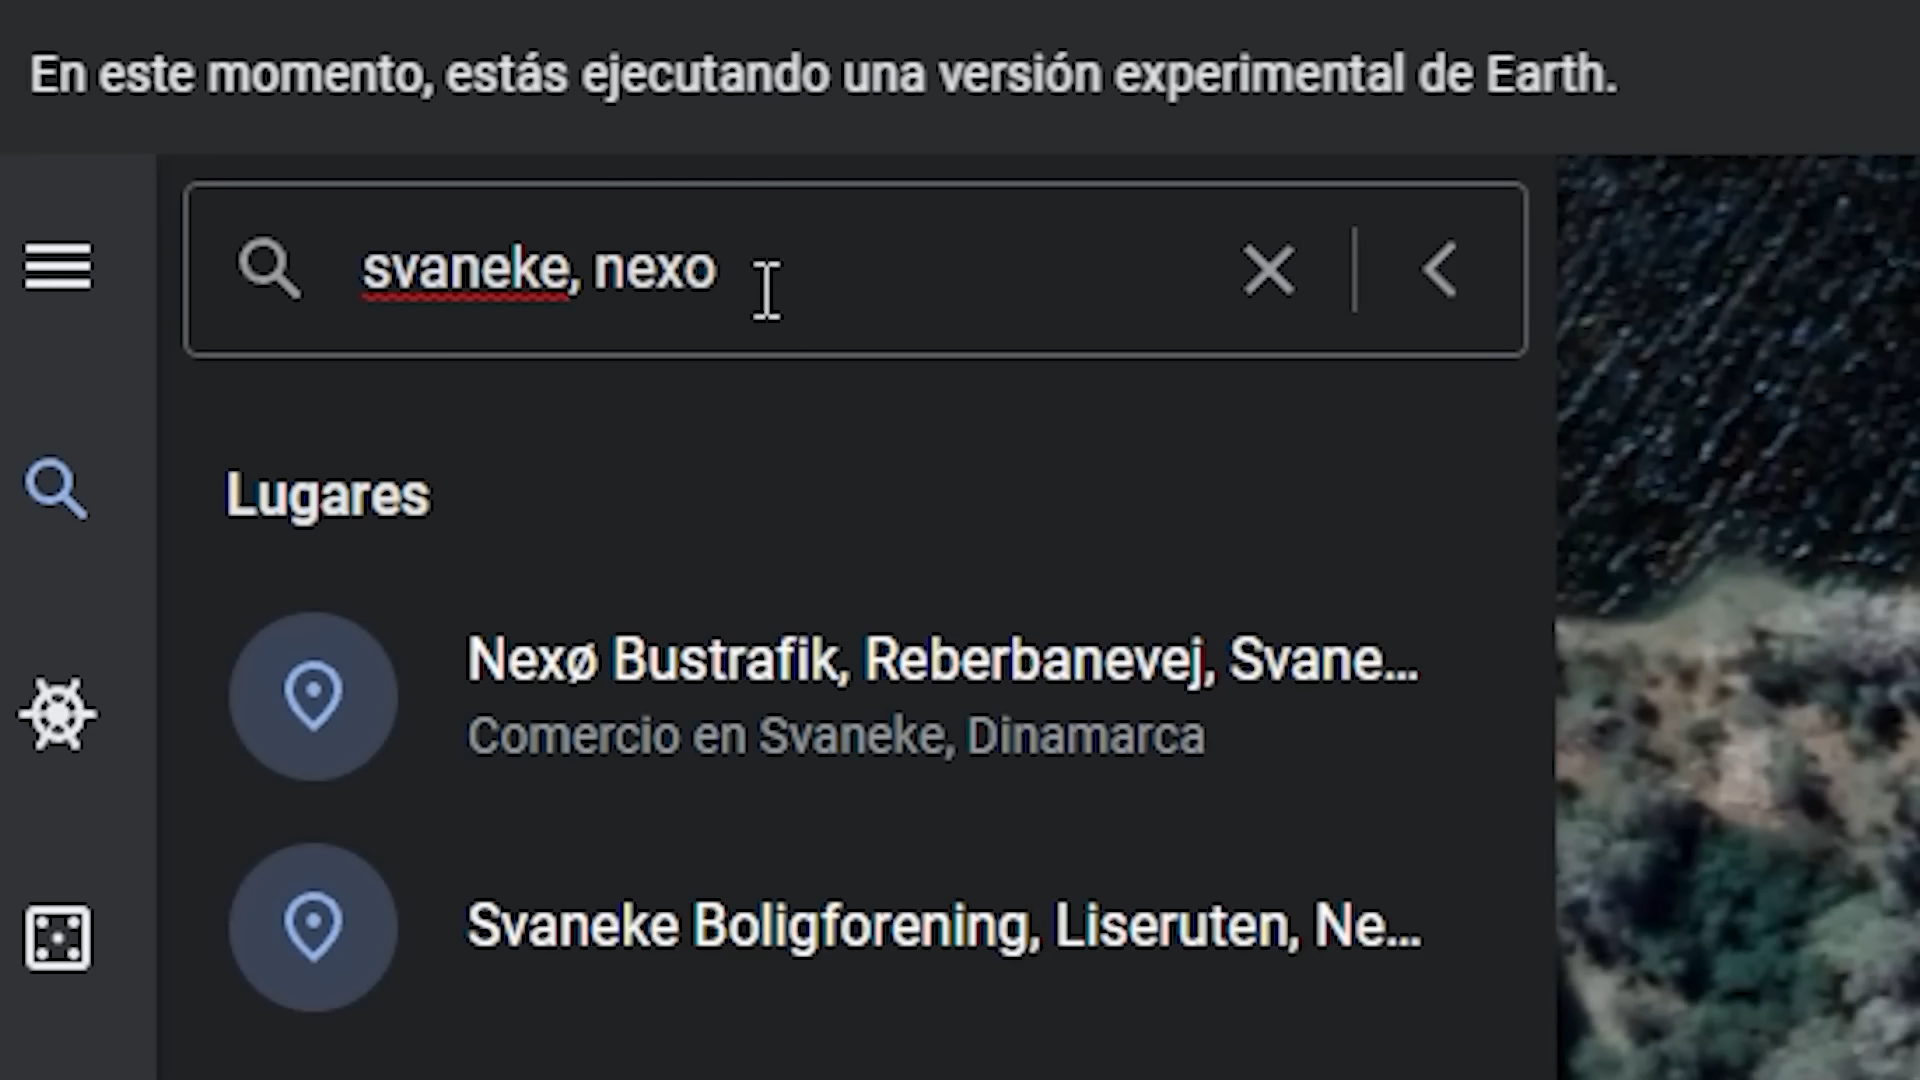 En este momento, estás ejecutando una versión experimental de Earth.
svaneke, nexo
Lugares
Nexø Bustrafik, Reberbanevej, Svane...
Comercio en Svaneke, Dinamarca
Svaneke Boligforening, Liseruten, Ne...